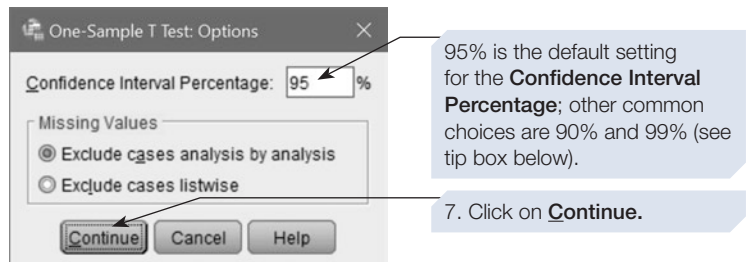 One-Sample T Test: Options
Confidence Interval Percentage: 95 %
Missing Values
Exclude cases analysis by analysis
Exclude cases listwise
Continue Cancel Help
95% is the default setting
for the Confidence Interval
Percentage; other common
choices are 90% and 99% (see
tip box below).
7. Click on Continue.